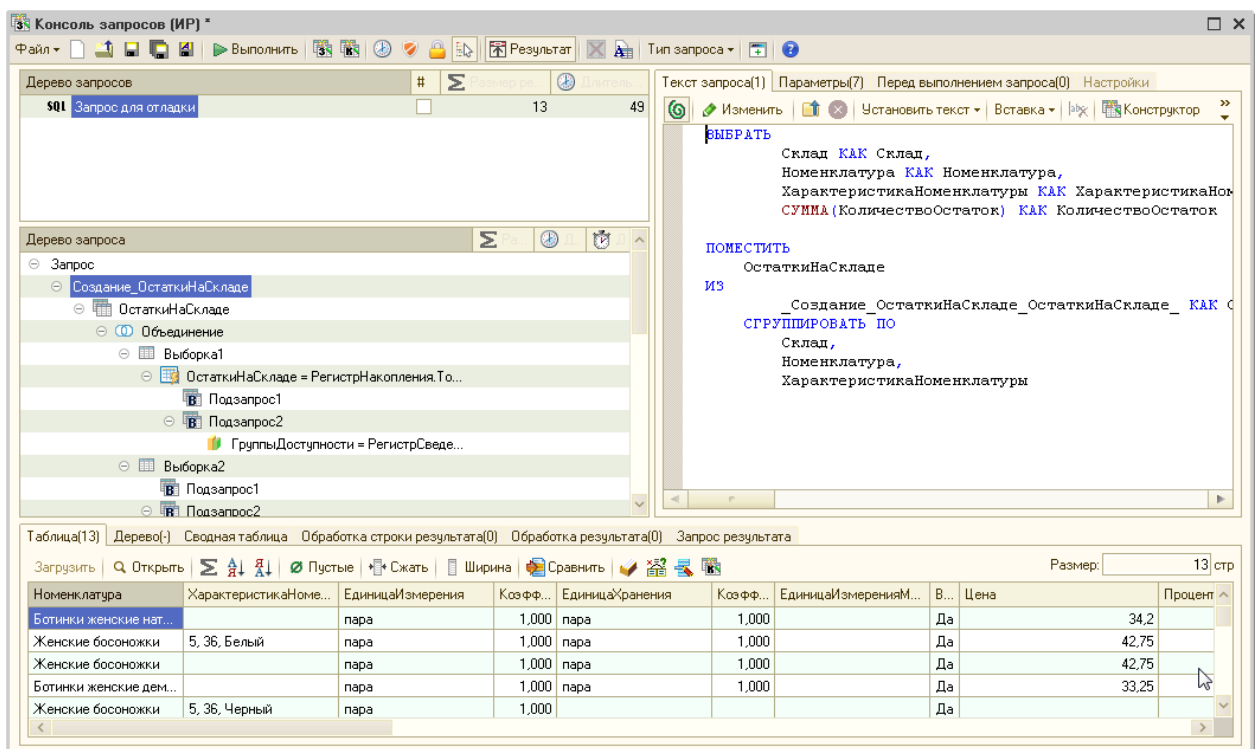 Консоль запросов (ИР) *
Файл Выполнить Результат Тип запроса
Дерево запросов # Размер ре... Длитель...
SQL Запрос для отладки 13 49
Дерево запроса Ра... Д... Д
Запрос
Создание_ОстаткиНаСкладе
ОстаткиНаСкладе
Объединение
Выборка1
ОстаткиНаСкладе = РегистрНакопления.То...
Подзапрос1
Подзапрос2
ГруппыДоступности = РегистрСведе...
Выборка2
Подзапрос1
Подзапрос2
Текст запроса(1) Параметры(7) Перед выполнением запроса(0) Настройки
Изменить Установить текст Вставка Конструктор »
ВЫБРАТЬ
Склад КАК Склад,
Номенклатура КАК Номенклатура,
ХарактеристикаНоменклатуры КАК ХарактеристикаНом
СУММА(КоличествоОстаток) КАК КоличествоОстаток
ПОМЕСТИТЬ
ОстаткиНаСкладе
ИЗ
_Создание_ОстаткиНаСкладе_ОстаткиНаСкладе_ КАК О
СГРУППИРОВАТЬ ПО
Склад,
Номенклатура,
ХарактеристикаНоменклатуры
Таблица(13) Дерево(-) Сводная таблица Обработка строки результата(0) Обработка результата(0) Запрос результата
Загрузить Открыть Пустые Сжать Ширина Сравнить Размер: 13 стр
Номенклатура ХарактеристикаНоме... ЕдиницаИзмерения Коэфф... ЕдиницаХранения Коэфф... ЕдиницаИзмеренияМ... В... Цена Процент
Ботинки женские нат... пара 1,000 пара 1,000 Да 34,2
Женские босоножки 5, 36, Белый пара 1,000 пара 1,000 Да 42,75
Женские босоножки пара 1,000 пара 1,000 Да 42,75
Ботинки женские дем... пара 1,000 пара 1,000 Да 33,25
Женские босоножки 5, 36, Черный пара 1,000 Да